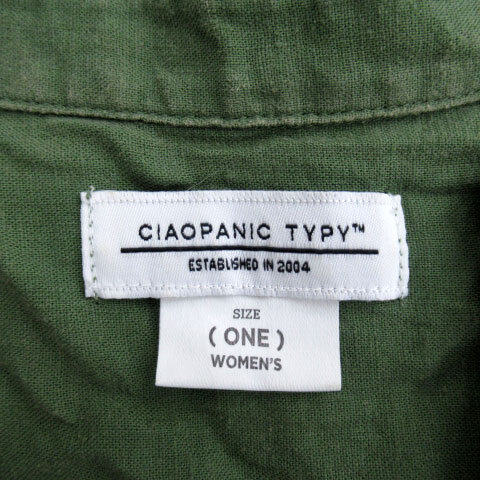 CIAOPANIC TYPY™
ESTABLISHED IN 2004
SIZE
( ONE )
WOMEN'S